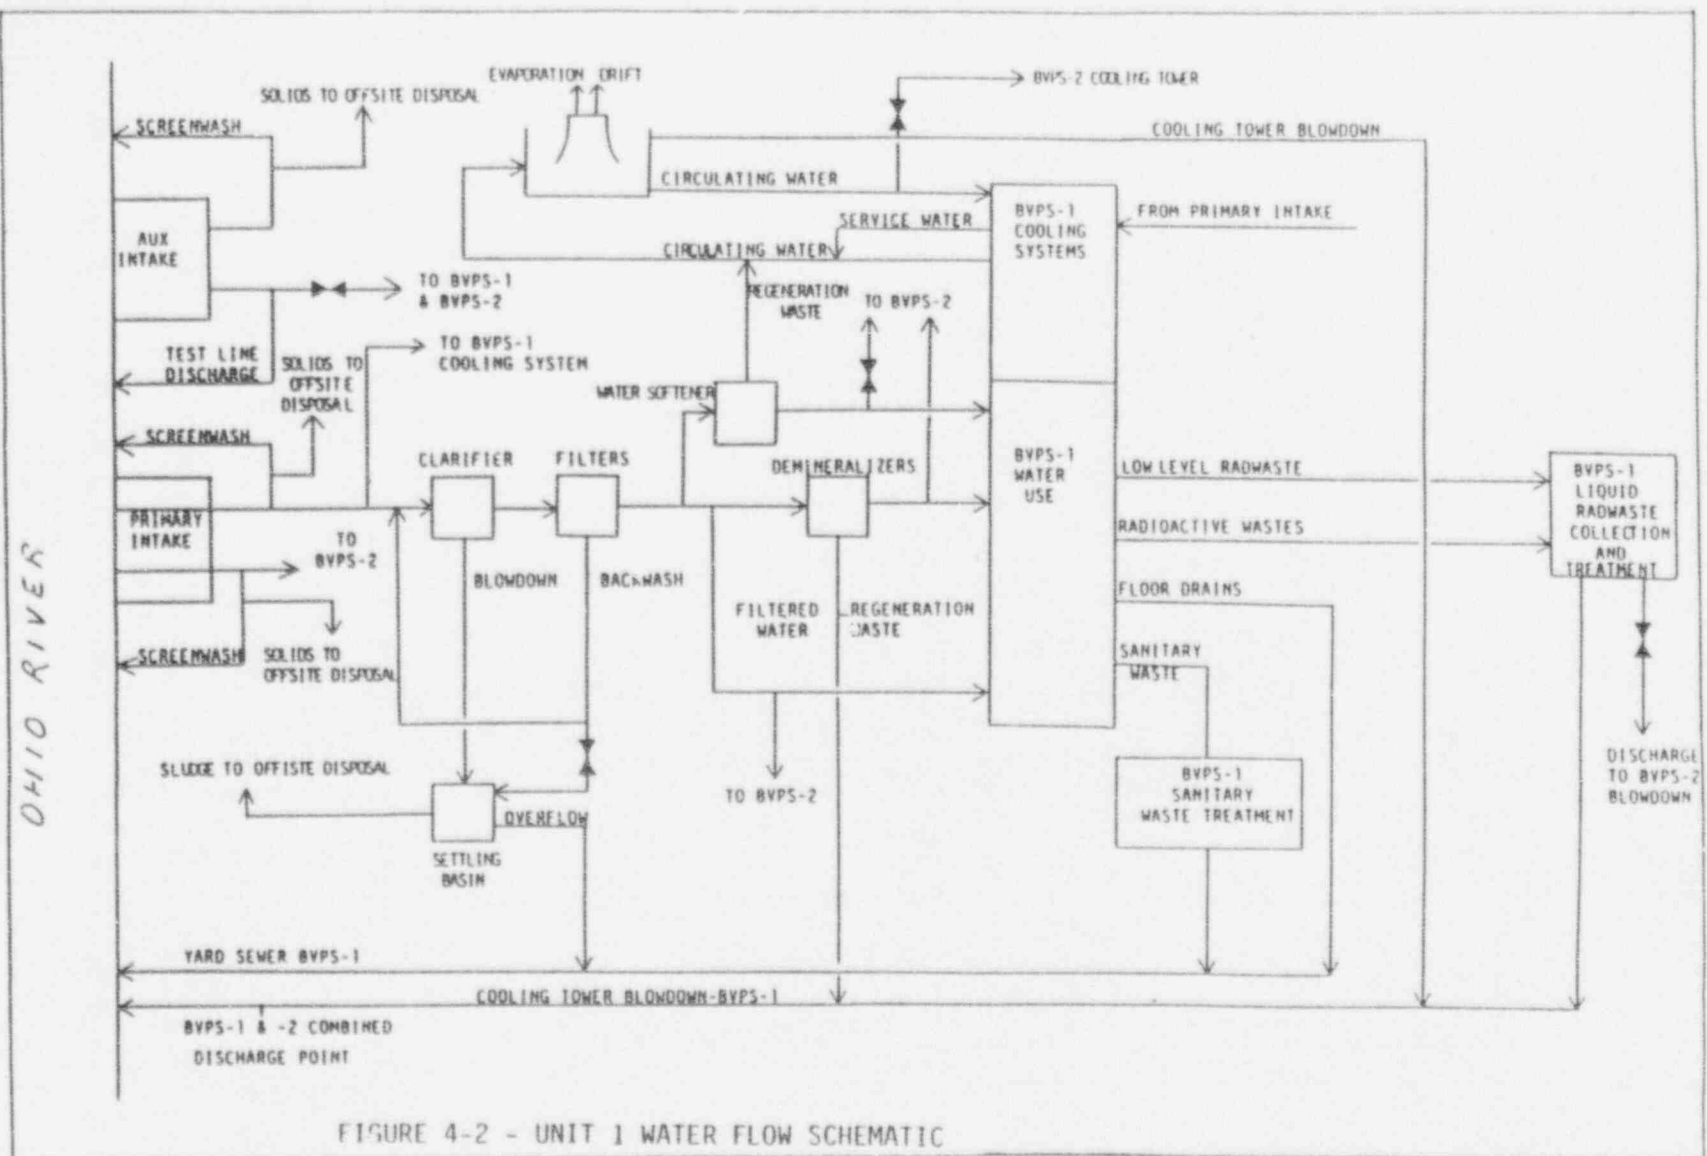 EVAPORATION DRIFT
BVPS-2 COOLING TOWER
SOLIDS TO OFFSITE DISPOSAL
SCREENWASH
COOLING TOWER BLOWDOWN
CIRCULATING WATER
AUX
INTAKE
SERVICE WATER
CIRCULATING WATER
BVPS-1
COOLING
SYSTEMS
FROM PRIMARY INTAKE
TO BVPS-1
& BVPS-2
REGENERATION
WASTE
TO BVPS-2
TEST LINE
DISCHARGE
TO BVPS-1
COOLING SYSTEM
SOLIDS TO
OFFSITE
DISPOSAL
WATER SOFTENER
SCREENWASH
CLARIFIER
FILTERS
DEMINERALIZERS
BVPS-1
WATER
USE
LOW LEVEL RADWASTE
BVPS-1
LIQUID
RADWASTE
COLLECTION
AND
TREATMENT
PRIMARY
INTAKE
TO
BVPS-2
RADIOACTIVE WASTES
BLOWDOWN
BACKWASH
FLOOR DRAINS
FILTERED
WATER
REGENERATION
WASTE
OHIO RIVER
SCREENWASH
SOLIDS TO
OFFSITE DISPOSAL
SANITARY
WASTE
SLUDGE TO OFFISTE DISPOSAL
TO BVPS-2
BVPS-1
SANITARY
WASTE TREATMENT
DISCHARGE
TO BVPS-2
BLOWDOWN
OVERFLOW
SETTLING
BASIN
YARD SEWER BVPS-1
COOLING TOWER BLOWDOWN-BVPS-1
BVPS-1 & -2 COMBINED
DISCHARGE POINT
FIGURE 4-2 - UNIT 1 WATER FLOW SCHEMATIC